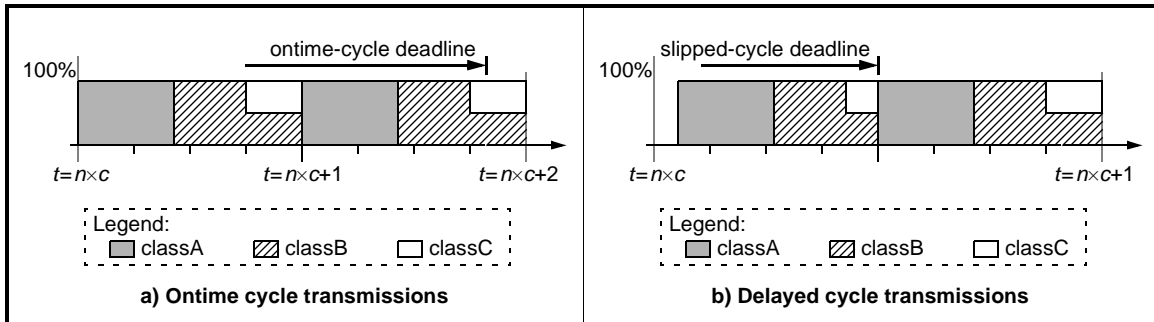 ontime-cycle deadline
100%
t=n×c
t=n×c+1
t=n×c+2
Legend:
classA
classB
classC
a) Ontime cycle transmissions
slipped-cycle deadline
100%
t=n×c
t=n×c+1
Legend:
classA
classB
classC
b) Delayed cycle transmissions